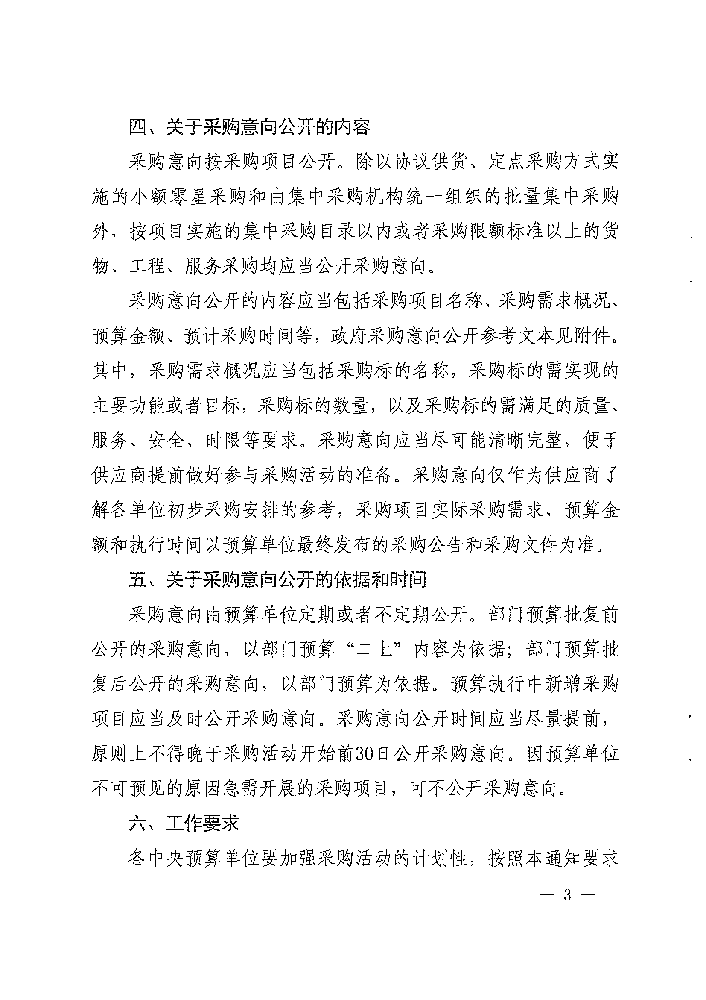 四、关于采购意向公开的内容
采购意向按采购项目公开。除以协议供货、定点采购方式实
施的小额零星采购和由集中采购机构统一组织的批量集中采购
外，按项目实施的集中采购目录以内或者采购限额标准以上的货
物、工程、服务采购均应当公开采购意向。
采购意向公开的内容应当包括采购项目名称、采购需求概况、
预算金额、预计采购时间等，政府采购意向公开参考文本见附件。
其中，采购需求概况应当包括采购标的名称，采购标的需实现的
主要功能或者目标，采购标的数量，以及采购标的需满足的质量、
服务、安全、时限等要求。采购意向应当尽可能清晰完整，便于
供应商提前做好参与采购活动的准备。采购意向仅作为供应商了
解各单位初步采购安排的参考，采购项目实际采购需求、预算金
额和执行时间以预算单位最终发布的采购公告和采购文件为准。
五、关于采购意向公开的依据和时间
采购意向由预算单位定期或者不定期公开。部门预算批复前
公开的采购意向，以部门预算“二上”内容为依据；部门预算批
复后公开的采购意向，以部门预算为依据。预算执行中新增采购
项目应当及时公开采购意向。采购意向公开时间应当尽量提前，
原则上不得晚于采购活动开始前30日公开采购意向。因预算单位
不可预见的原因急需开展的采购项目，可不公开采购意向。
六、工作要求
各中央预算单位要加强采购活动的计划性，按照本通知要求
— 3 —